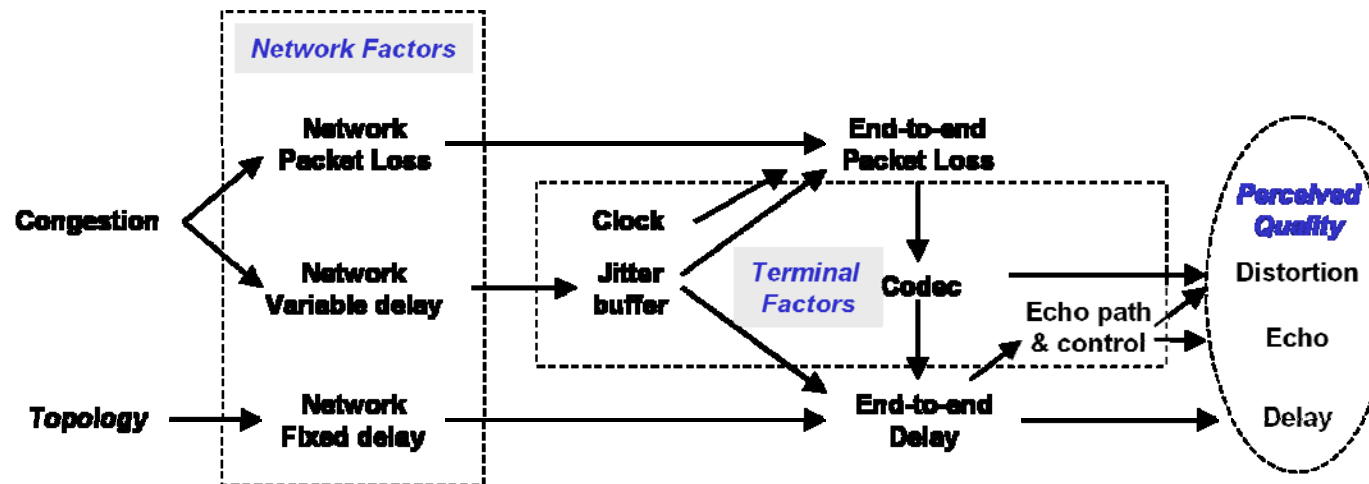 Network Factors
Network
Packet Loss
End-to-end
Packet Loss
Congestion
Clock
Perceived
Quality
Network
Variable delay
Jitter
buffer
Terminal
Factors
Codec
Distortion
Echo path
& control
Echo
Topology
Network
Fixed delay
End-to-end
Delay
Delay